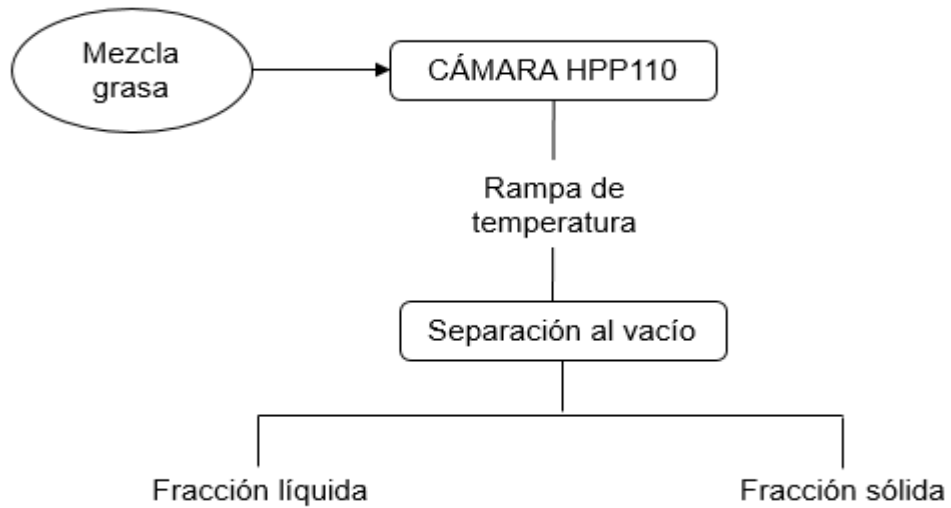 Mezcla
grasa
CÁMARA HPP110
Rampa de
temperatura
Separación al vacío
Fracción líquida
Fracción sólida